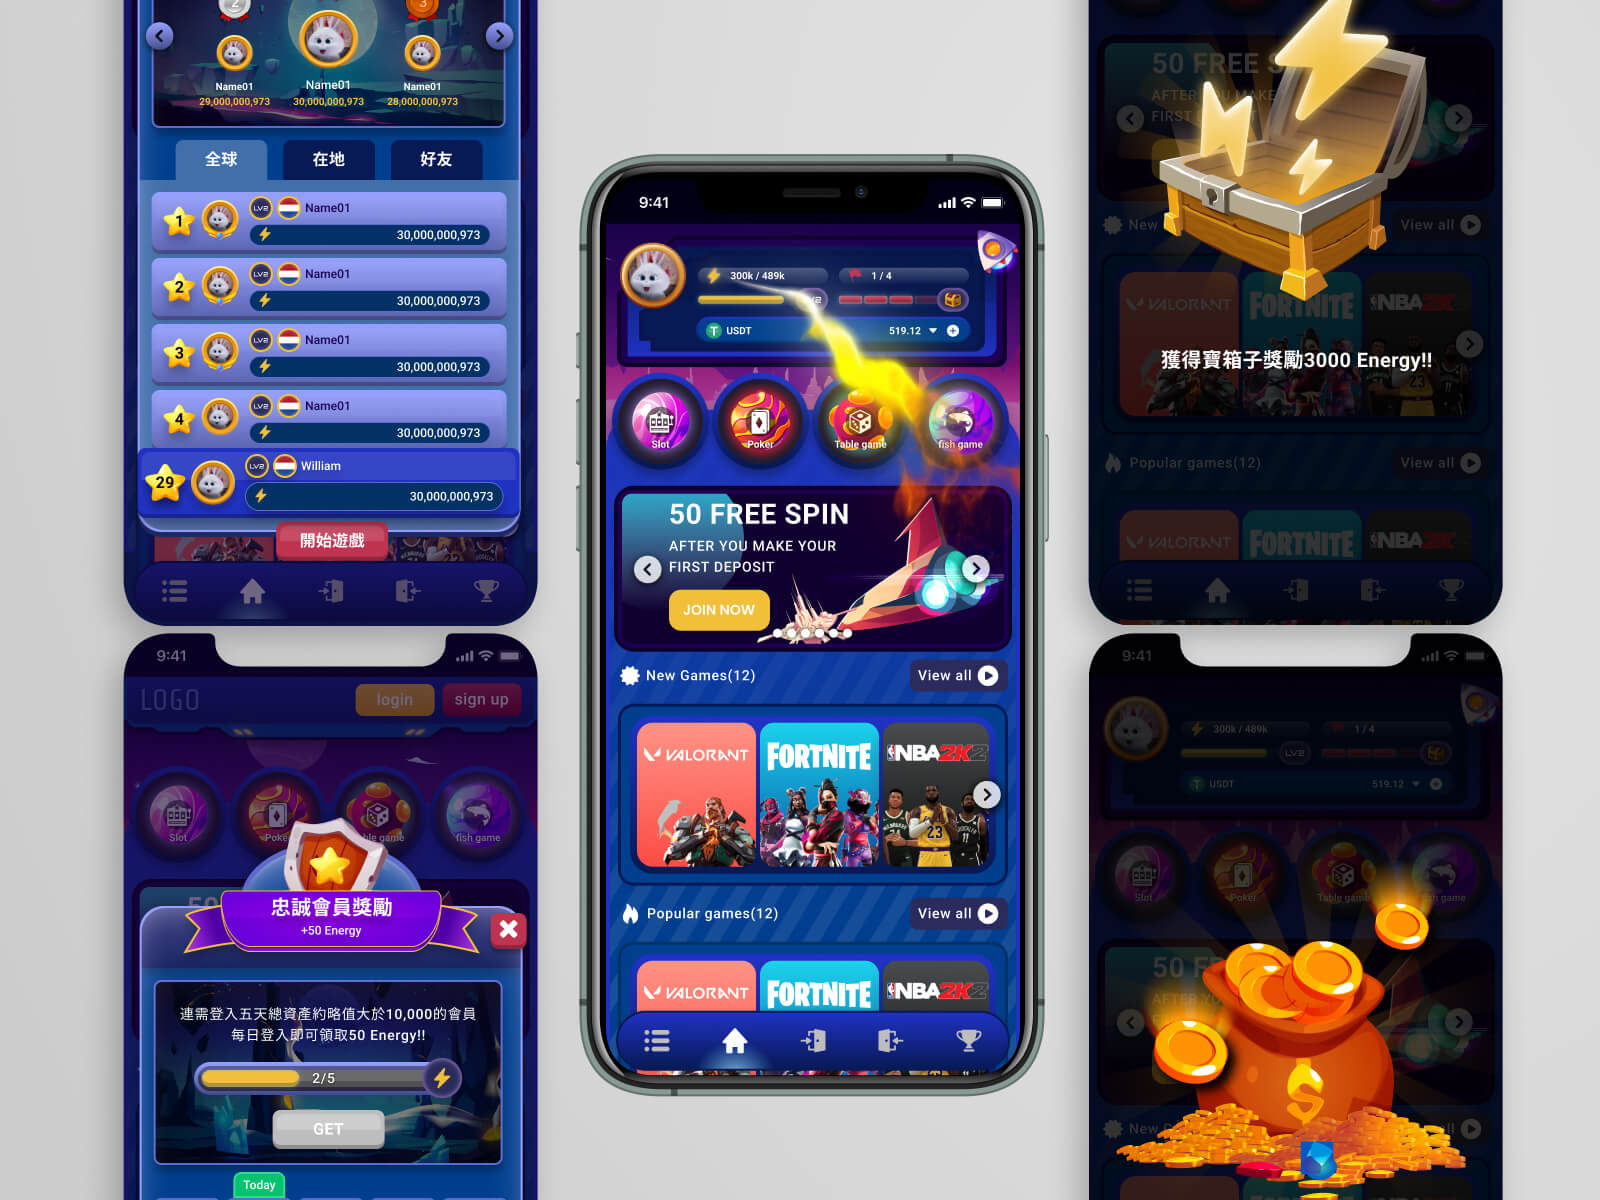 2
3
Name01
Name01
Name01
29,000,000,973
30,000,000,973
28,000,000,973
全球
在地
好友
1
LV2
Name01
30,000,000,973
2
LV2
Name01
30,000,000,973
3
LV2
Name01
30,000,000,973
4
LV2
Name01
30,000,000,973
29
LV2
William
30,000,000,973
開始遊戲
9:41
LOGO
login
sign up
Slot
Poker
Table game
fish game
50
忠誠會員獎勵
+50 Energy
連需登入五天總資產約略值大於10,000的會員
每日登入即可領取50 Energy!!
2/5
GET
Today
9:41
300k / 489k
1 / 4
LV2
USDT
519.12
Slot
Poker
Table game
fish game
50 FREE SPIN
AFTER YOU MAKE YOUR
FIRST DEPOSIT
JOIN NOW
New Games(12)
View all
VALORANT
FORTNITE
NBA 2K2
23
Popular games(12)
View all
VALORANT
FORTNITE
NBA 2K2
50 FREE S
AFTER YOU MAKE
FIRST
New
View all
VALORANT
FORTNITE
NBA 2K
獲得寶箱子獎勵3000 Energy!!
23
Popular games(12)
View all
VALORANT
FORTNITE
NBA 2K
9:41
300k / 489k
1 / 4
LV2
USDT
519.12
Slot
Poker
Table game
fish game
50 F
AFTER YO
New G